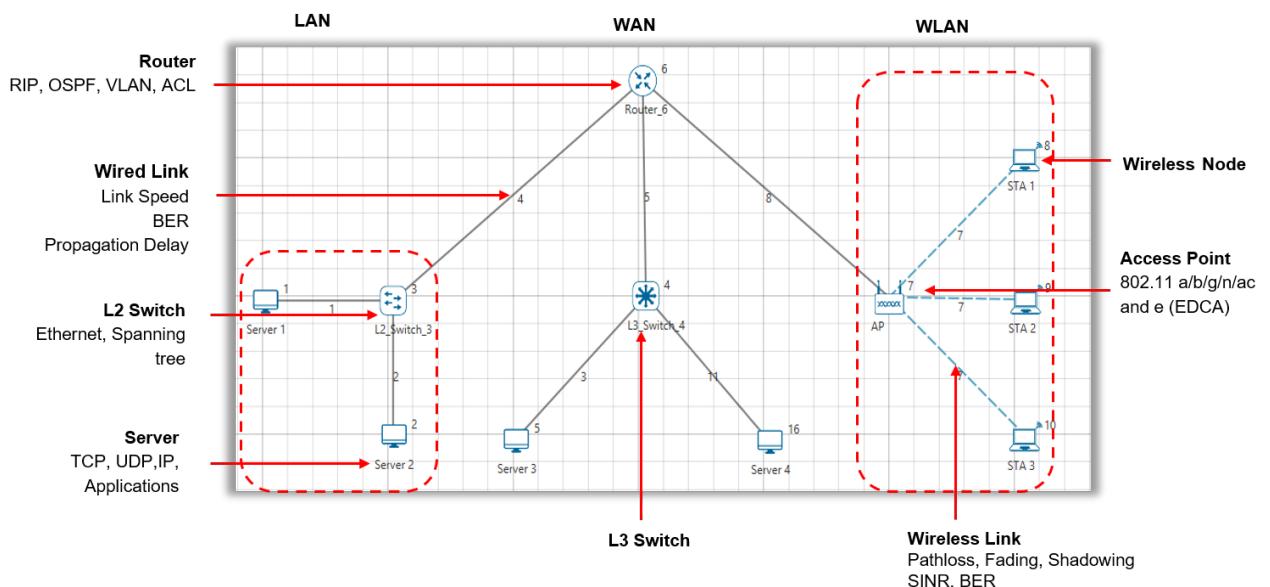 LAN
WAN
WLAN
Router
RIP, OSPF, VLAN, ACL
6
Router_6
Wired Link
Link Speed
BER
Propagation Delay
4
5
8
8
STA 1
Wireless Node
7
Access Point
802.11 a/b/g/n/ac
and e (EDCA)
1
Server 1
1
3
L2_Switch_3
4
L3_Switch_4
7
AP
7
9
STA 2
L2 Switch
Ethernet, Spanning
tree
2
3
11
7
Server
TCP, UDP,IP,
Applications
2
Server 2
5
Server 3
16
Server 4
10
STA 3
L3 Switch
Wireless Link
Pathloss, Fading, Shadowing
SINR, BER